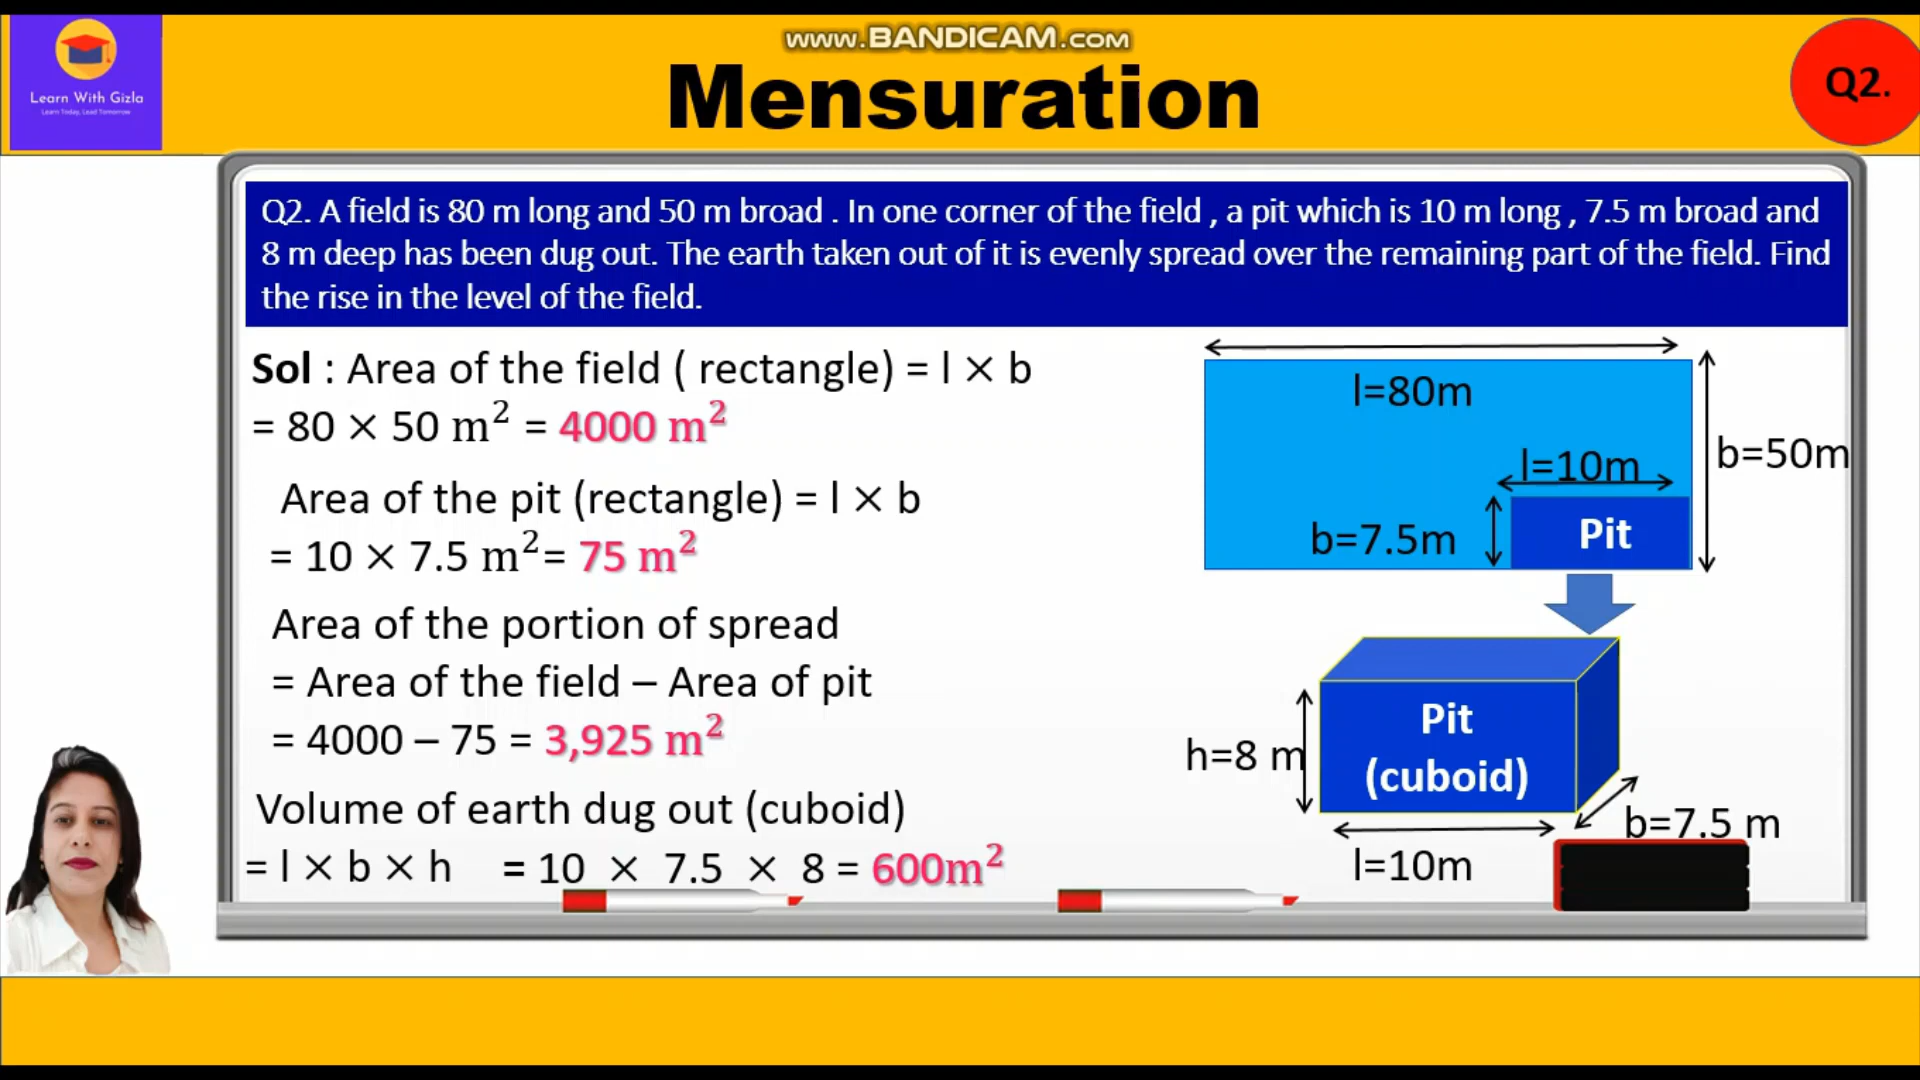 www.BANDICAM.com
Learn With Gizla
Learn Today, Lead Tomorrow
Mensuration
Q2.
Q2. A field is 80 m long and 50 m broad . In one corner of the field , a pit which is 10 m long , 7.5 m broad and
8 m deep has been dug out. The earth taken out of it is evenly spread over the remaining part of the field. Find
the rise in the level of the field.
Sol : Area of the field ( rectangle) = l × b
= 80 × 50 m² = 4000 m²
Area of the pit (rectangle) = l × b
= 10 × 7.5 m²= 75 m²
Area of the portion of spread
= Area of the field – Area of pit
= 4000 – 75 = 3,925 m²
Volume of earth dug out (cuboid)
= l × b × h = 10 × 7.5 × 8 = 600m²
l=80m
b=50m
l=10m
b=7.5m
Pit
Pit
(cuboid)
h=8 m
b=7.5 m
l=10m